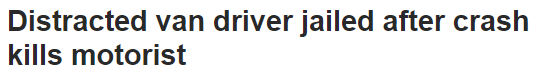 Distracted van driver jailed after crash
kills motorist